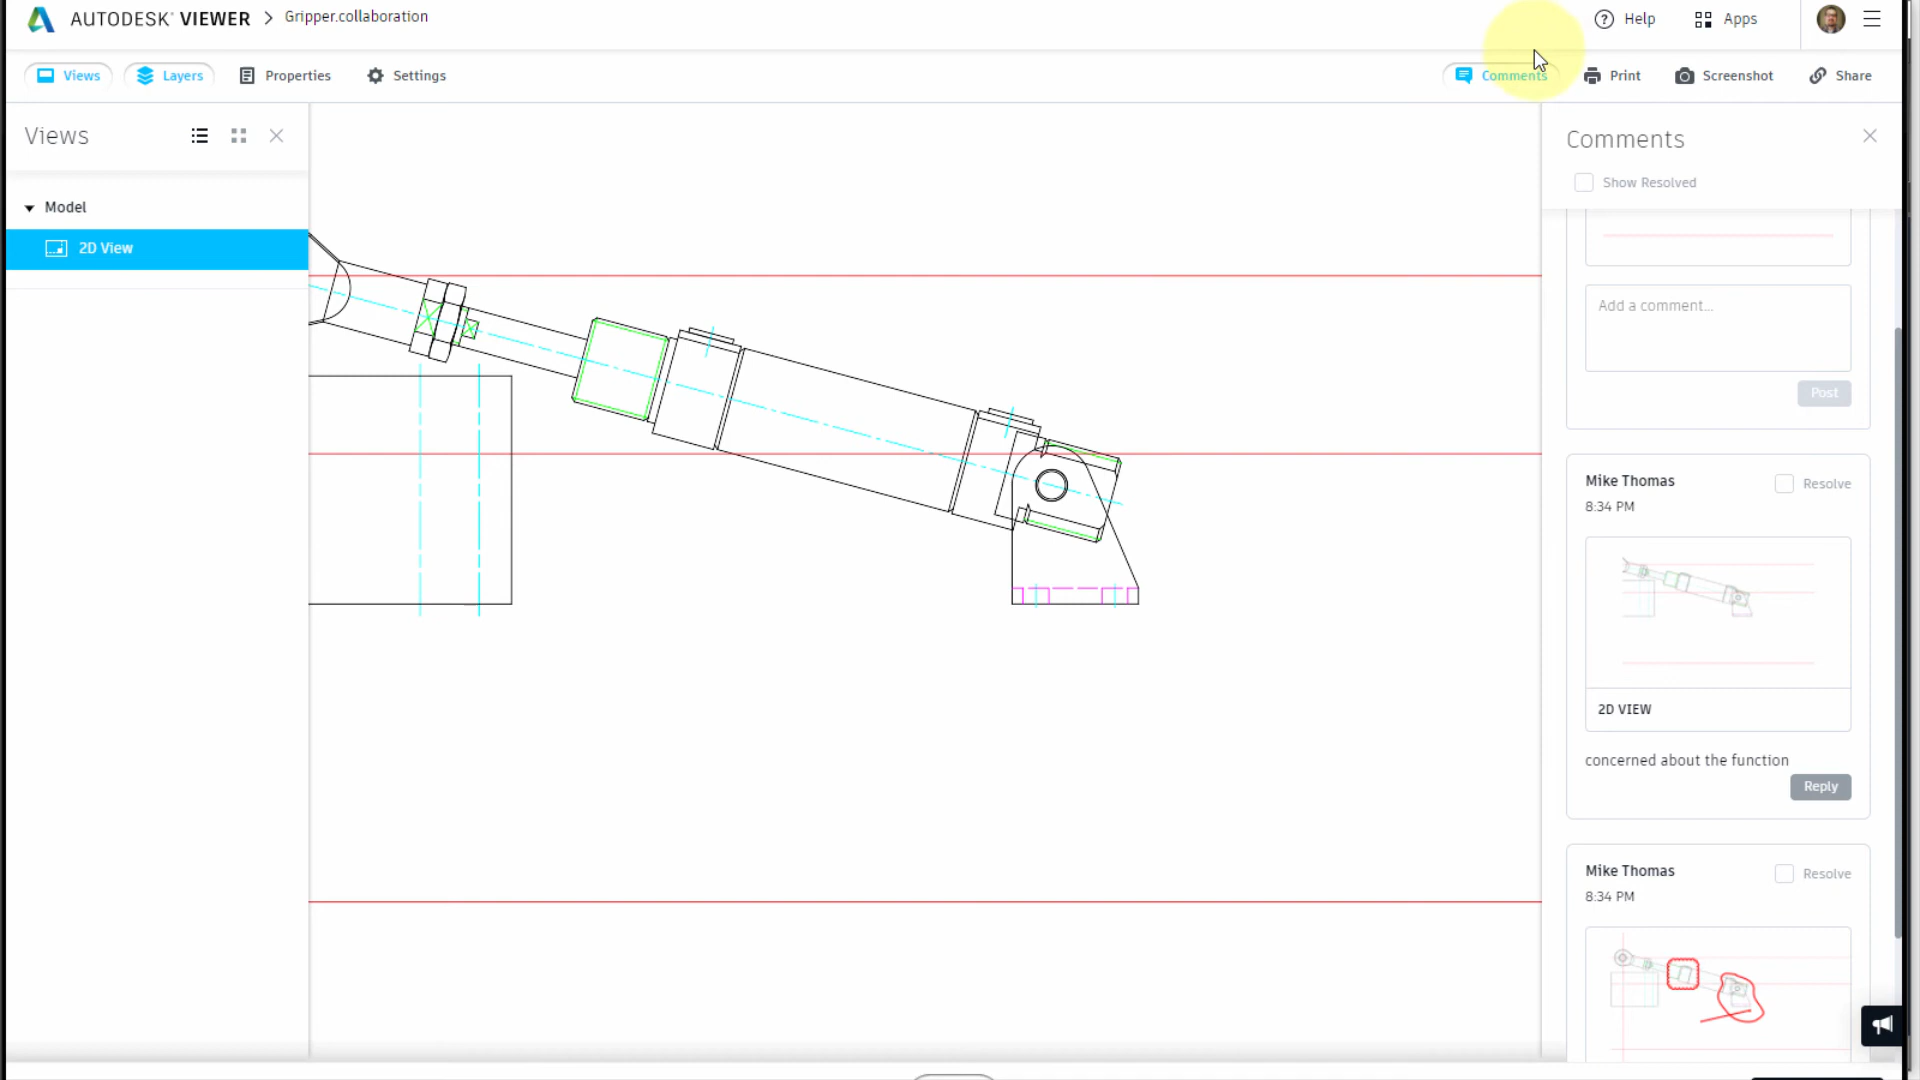 AUTODESK® VIEWER > Gripper.collaboration
Help
Apps
Views
Layers
Properties
Settings
Comments
Print
Screenshot
Share
Views
Model
2D View
Comments
Show Resolved
Add a comment...
Post
Mike Thomas
Resolve
8:34 PM
2D VIEW
concerned about the function
Reply
Mike Thomas
Resolve
8:34 PM